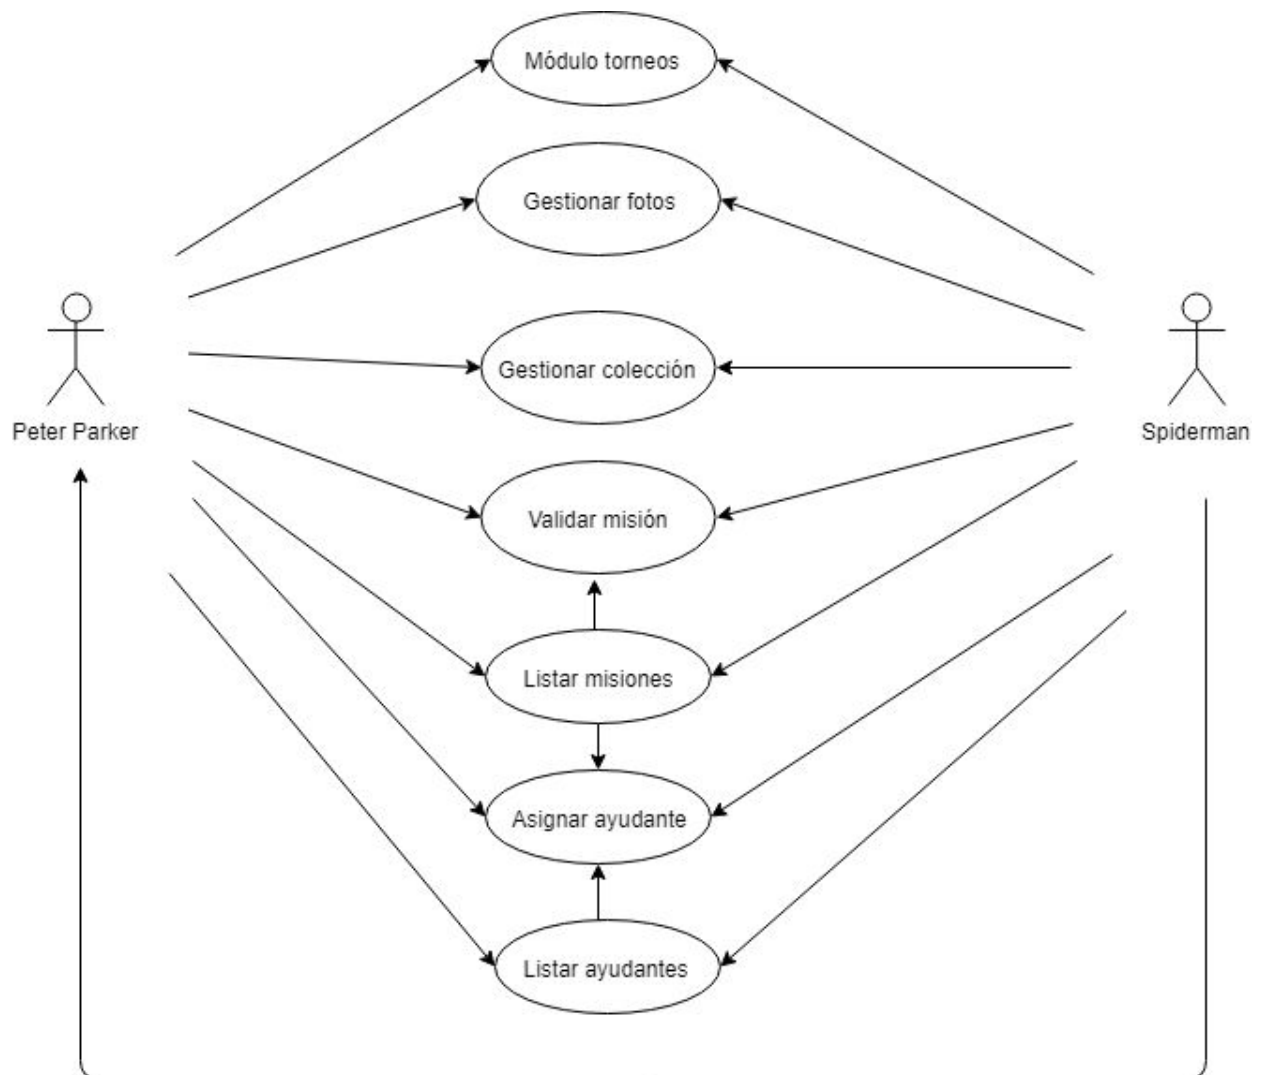 Módulo torneos
Gestionar fotos
Gestionar colección
Peter Parker
Spiderman
Validar misión
Listar misiones
Asignar ayudante
Listar ayudantes